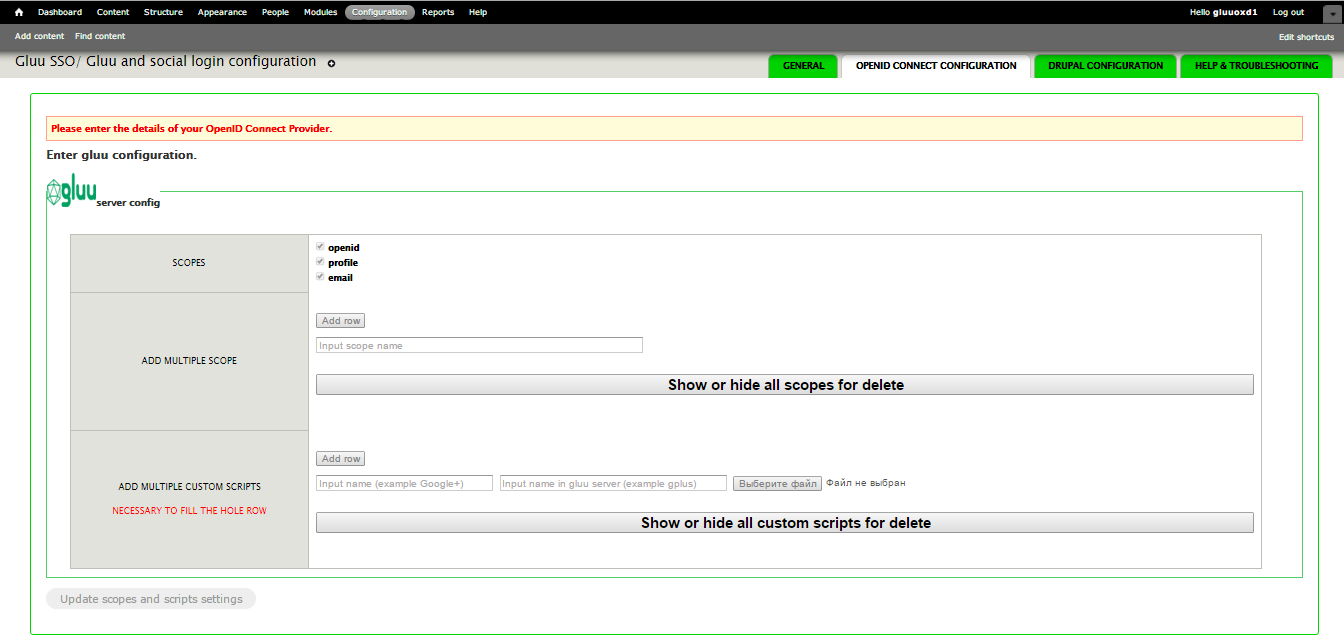 Dashboard Content Structure Appearance People Modules Configuration Reports Help Hello gluuoxd1 Log out
Add content Find content Edit shortcuts
Gluu SSO/ Gluu and social login configuration
GENERAL OPENID CONNECT CONFIGURATION DRUPAL CONFIGURATION HELP & TROUBLESHOOTING
Please enter the details of your OpenID Connect Provider.
Enter gluu configuration.
gluu server config
SCOPES
openid
profile
email
ADD MULTIPLE SCOPE
Add row
Input scope name
Show or hide all scopes for delete
ADD MULTIPLE CUSTOM SCRIPTS
NECESSARY TO FILL THE HOLE ROW
Add row
Input name (example Google+) Input name in gluu server (example gplus) Выберите файл Файл не выбран
Show or hide all custom scripts for delete
Update scopes and scripts settings